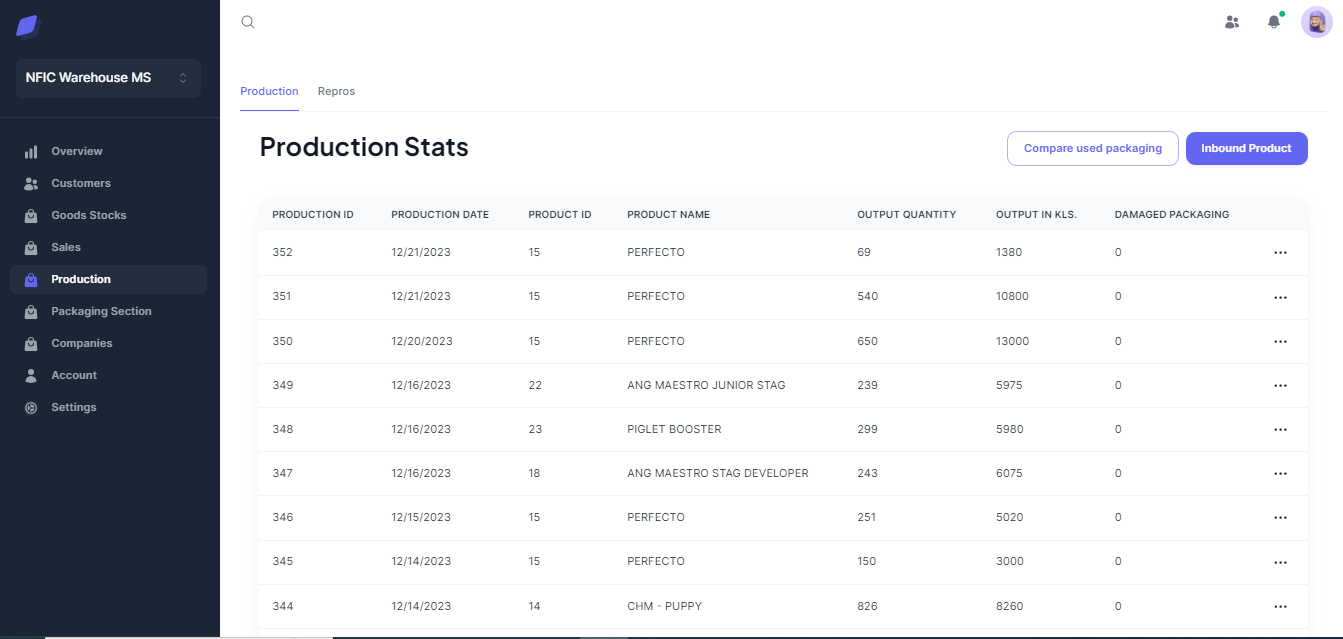 NFIC Warehouse MS
Overview
Customers
Goods Stocks
Sales
Production
Packaging Section
Companies
Account
Settings
Production Repros
Production Stats
Compare used packaging Inbound Product
PRODUCTION ID PRODUCTION DATE PRODUCT ID PRODUCT NAME OUTPUT QUANTITY OUTPUT IN KLS. DAMAGED PACKAGING
352 12/21/2023 15 PERFECTO 69 1380 0
351 12/21/2023 15 PERFECTO 540 10800 0
350 12/20/2023 15 PERFECTO 650 13000 0
349 12/16/2023 22 ANG MAESTRO JUNIOR STAG 239 5975 0
348 12/16/2023 23 PIGLET BOOSTER 299 5980 0
347 12/16/2023 18 ANG MAESTRO STAG DEVELOPER 243 6075 0
346 12/15/2023 15 PERFECTO 251 5020 0
345 12/14/2023 15 PERFECTO 150 3000 0
344 12/14/2023 14 CHM - PUPPY 826 8260 0